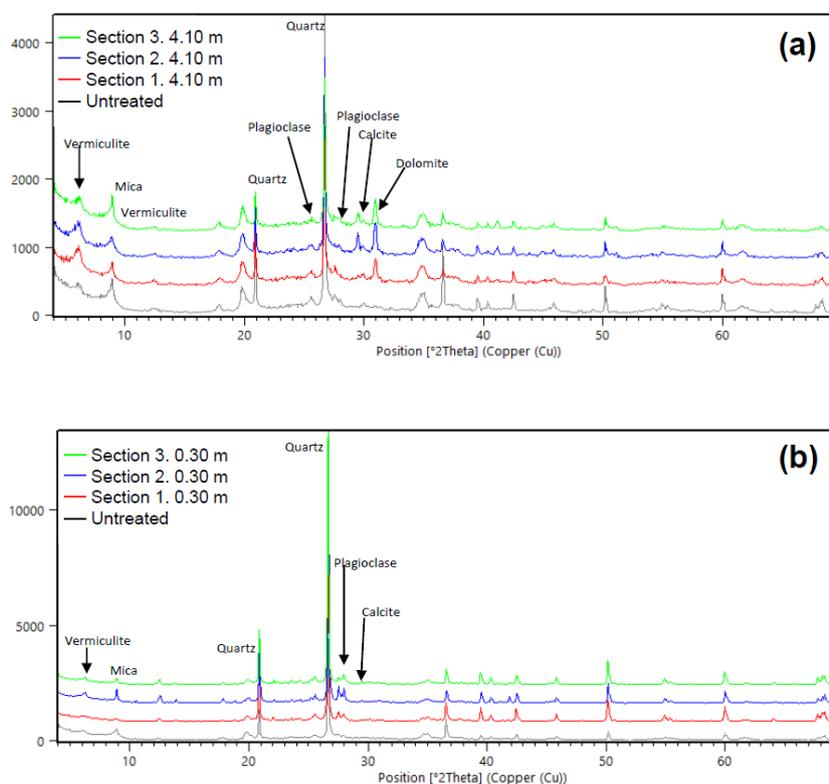 (a)
4000
3000
2000
1000
0
Section 3. 4.10 m
Section 2. 4.10 m
Section 1. 4.10 m
Untreated
Quartz
Vermiculite
Mica
Vermiculite
Quartz
Plagioclase
Plagioclase
Calcite
Dolomite
10 20 30 40 50 60
Position [°2Theta] (Copper (Cu))
(b)
10000
5000
0
Section 3. 0.30 m
Section 2. 0.30 m
Section 1. 0.30 m
Untreated
Quartz
Vermiculite
Mica
Quartz
Plagioclase
Calcite
10 20 30 40 50 60
Position [°2Theta] (Copper (Cu))